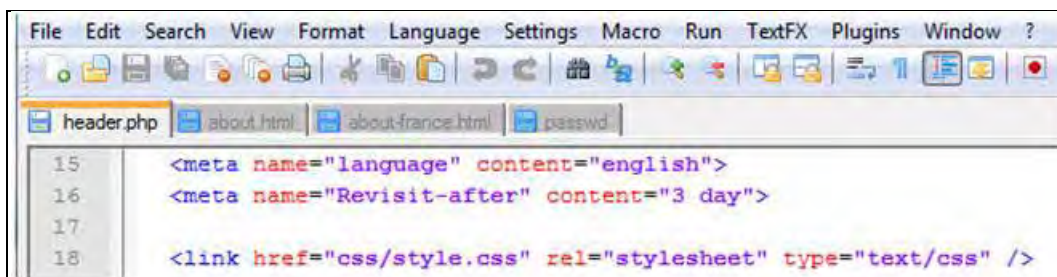 File Edit Search View Format Language Settings Macro Run TextFX Plugins Window ?
header.php about.html about-france.html passwd
15 <meta name="language" content="english">
16 <meta name="Revisit-after" content="3 day">
17
18 <link href="css/style.css" rel="stylesheet" type="text/css" />